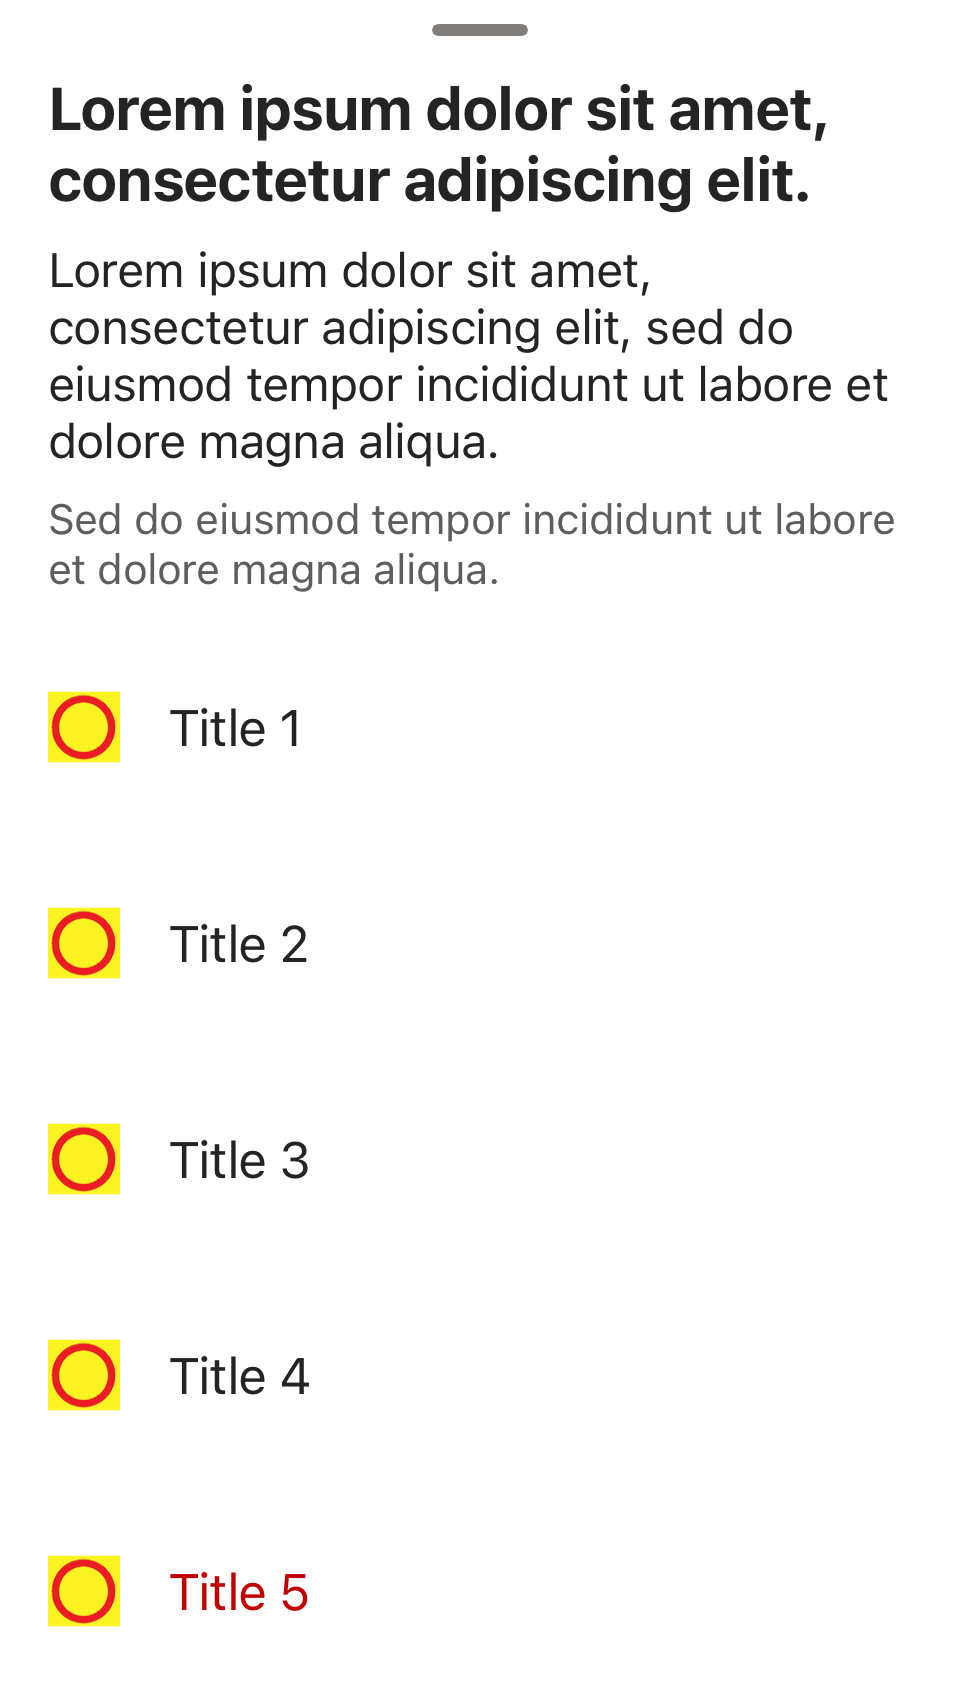 Lorem ipsum dolor sit amet,
consectetur adipiscing elit.
Lorem ipsum dolor sit amet,
consectetur adipiscing elit, sed do
eiusmod tempor incididunt ut labore et
dolore magna aliqua.
Sed do eiusmod tempor incididunt ut labore
et dolore magna aliqua.
Title 1
Title 2
Title 3
Title 4
Title 5